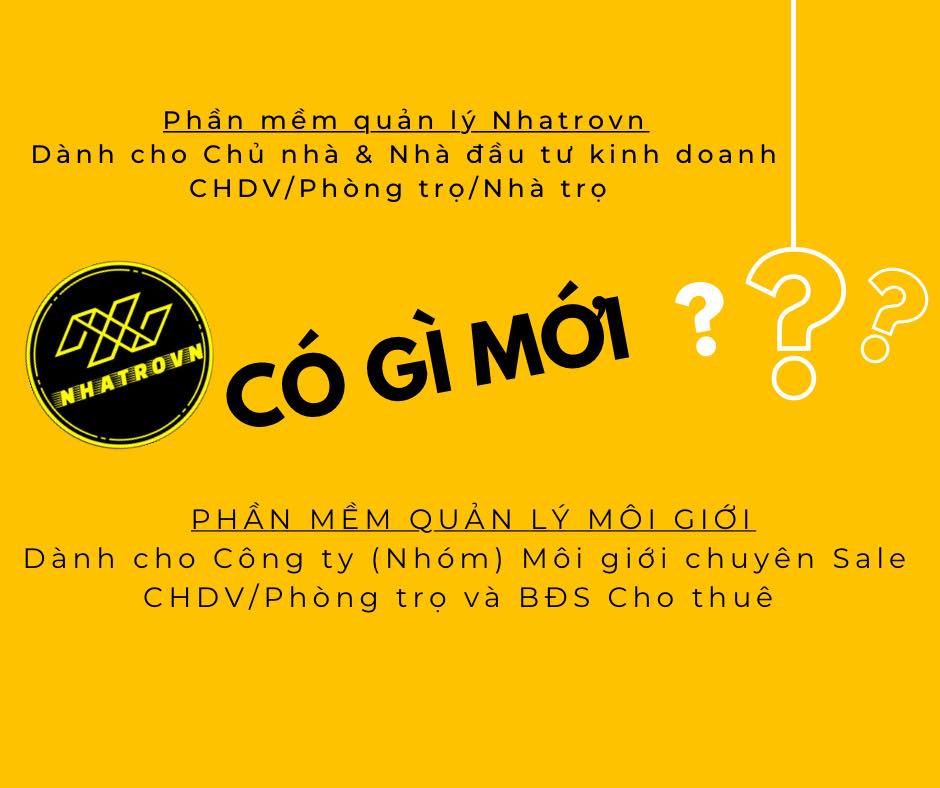 Phần mềm quản lý Nhatrovn
Dành cho Chủ nhà & Nhà đầu tư kinh doanh
CHDV/Phòng trọ/Nhà trọ
NHATROVN
CÓ GÌ MỚI ? ? ?
PHẦN MỀM QUẢN LÝ MÔI GIỚI
Dành cho Công ty (Nhóm) Môi giới chuyên Sale
CHDV/Phòng trọ và BĐS Cho thuê